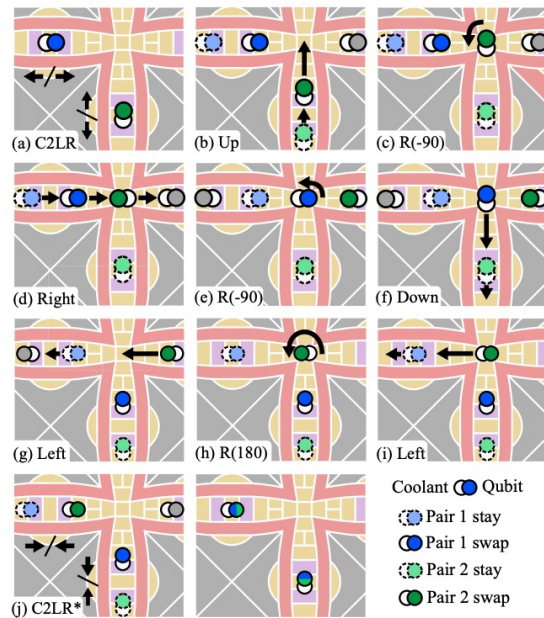 (a) C2LR
(b) Up
(c) R(-90)
(d) Right
(e) R(-90)
(f) Down
(g) Left
(h) R(180)
(i) Left
(j) C2LR*
Coolant Qubit
Pair 1 stay
Pair 1 swap
Pair 2 stay
Pair 2 swap